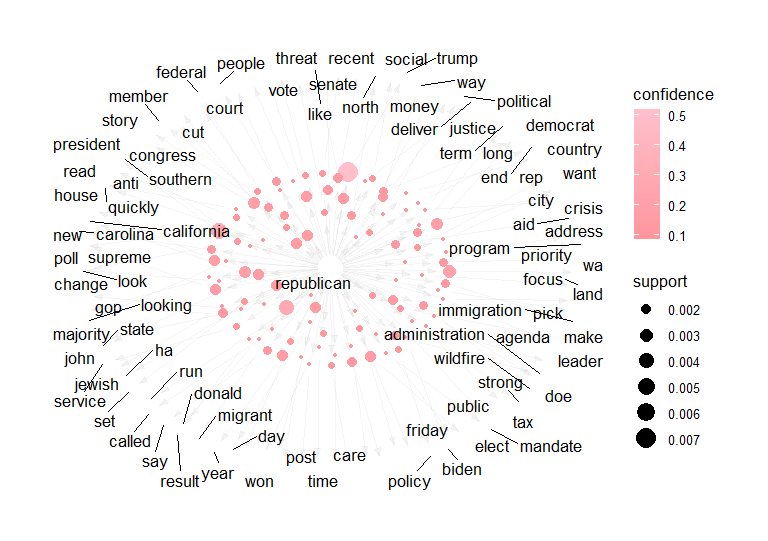 threat recent social trump
people
federal
senate way
vote
member
court like north money political
story
cut deliver justice democrat
president
congress term long country
read
anti southern end rep want
house
quickly city crisis
new carolina california aid address
poll supreme program priority
wa
change look republican focus
land
gop looking immigration pick
majority state administration agenda make
john ha wildfire leader
jewish run strong
service donald doe
set migrant public tax
called day friday elect mandate
say post care
result year won time policy biden
confidence
0.5
0.4
0.3
0.2
0.1
support
0.002
0.003
0.004
0.005
0.006
0.007